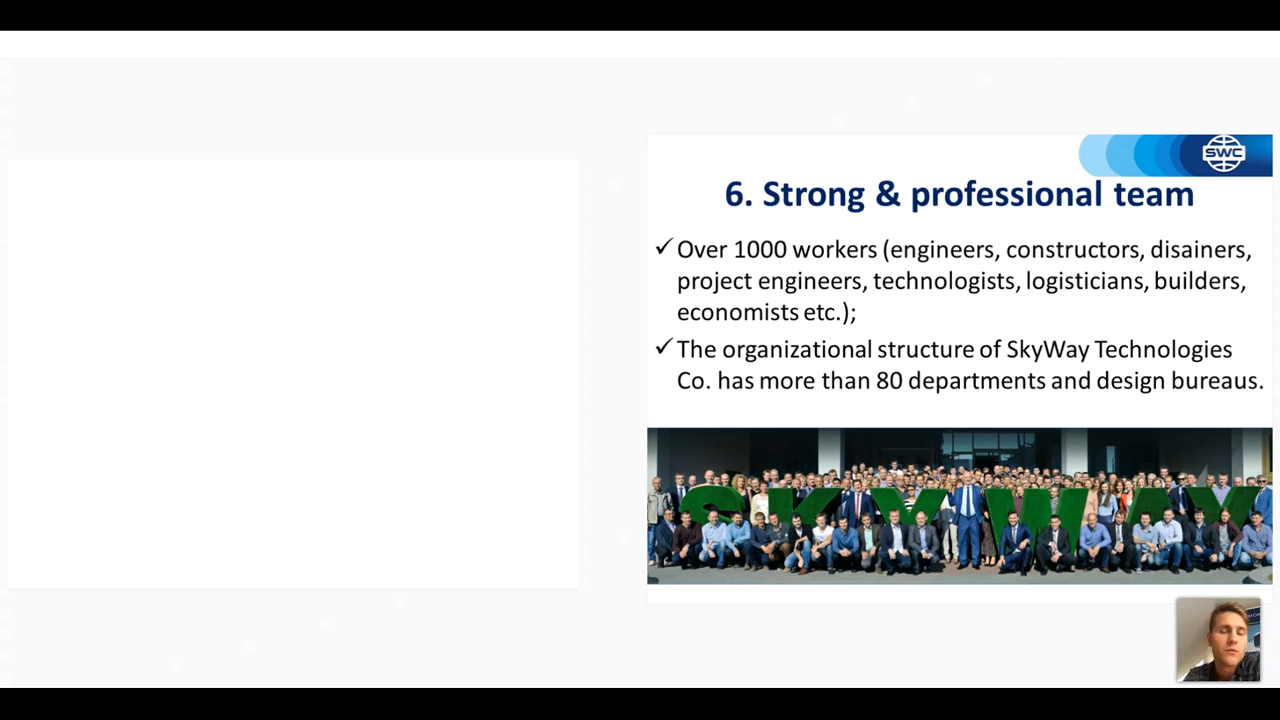 SWC
6. Strong & professional team
✓ Over 1000 workers (engineers, constructors, disainers,
project engineers, technologists, logisticians, builders,
economists etc.);
✓ The organizational structure of SkyWay Technologies
Co. has more than 80 departments and design bureaus.
SKYWAY